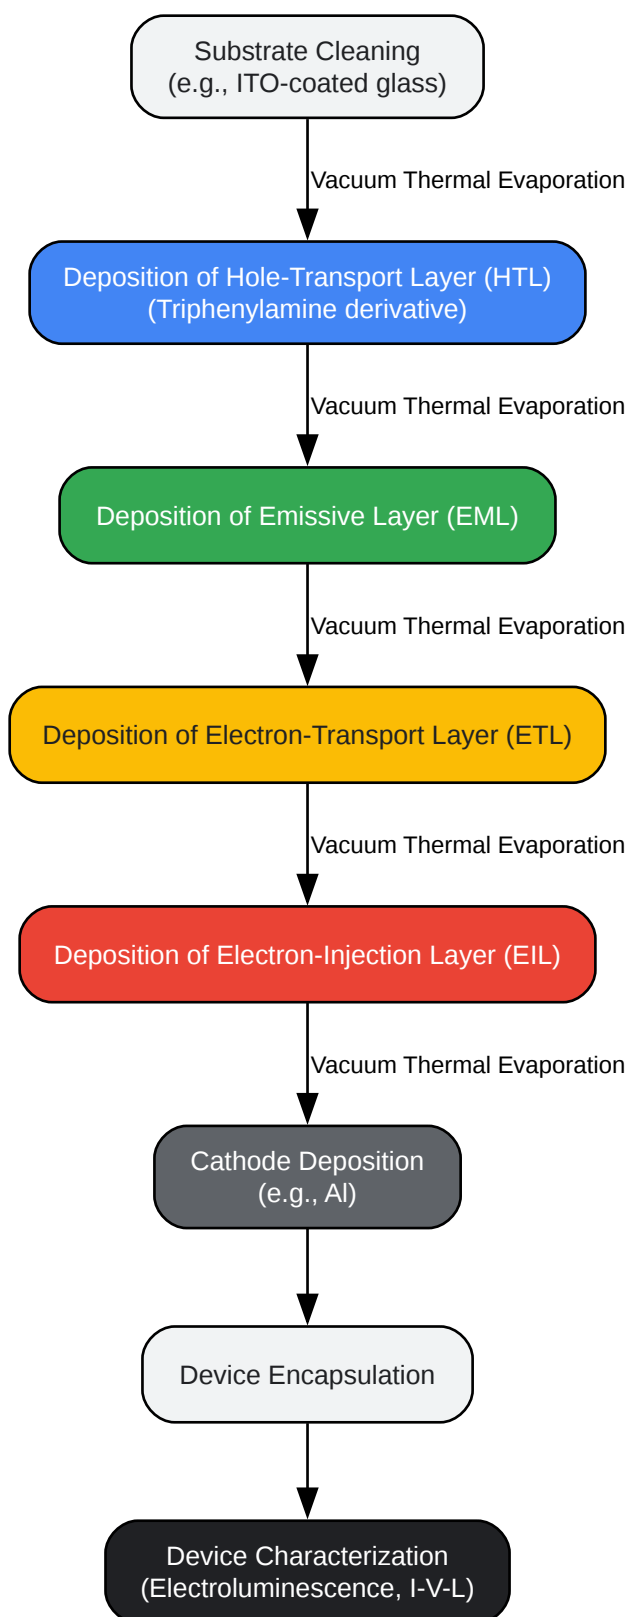 Substrate Cleaning
(e.g., ITO-coated glass)
Vacuum Thermal Evaporation
Deposition of Hole-Transport Layer (HTL)
(Triphenylamine derivative)
Vacuum Thermal Evaporation
Deposition of Emissive Layer (EML)
Vacuum Thermal Evaporation
Deposition of Electron-Transport Layer (ETL)
Vacuum Thermal Evaporation
Deposition of Electron-Injection Layer (EIL)
Vacuum Thermal Evaporation
Cathode Deposition
(e.g., Al)
Device Encapsulation
Device Characterization
(Electroluminescence, I-V-L)